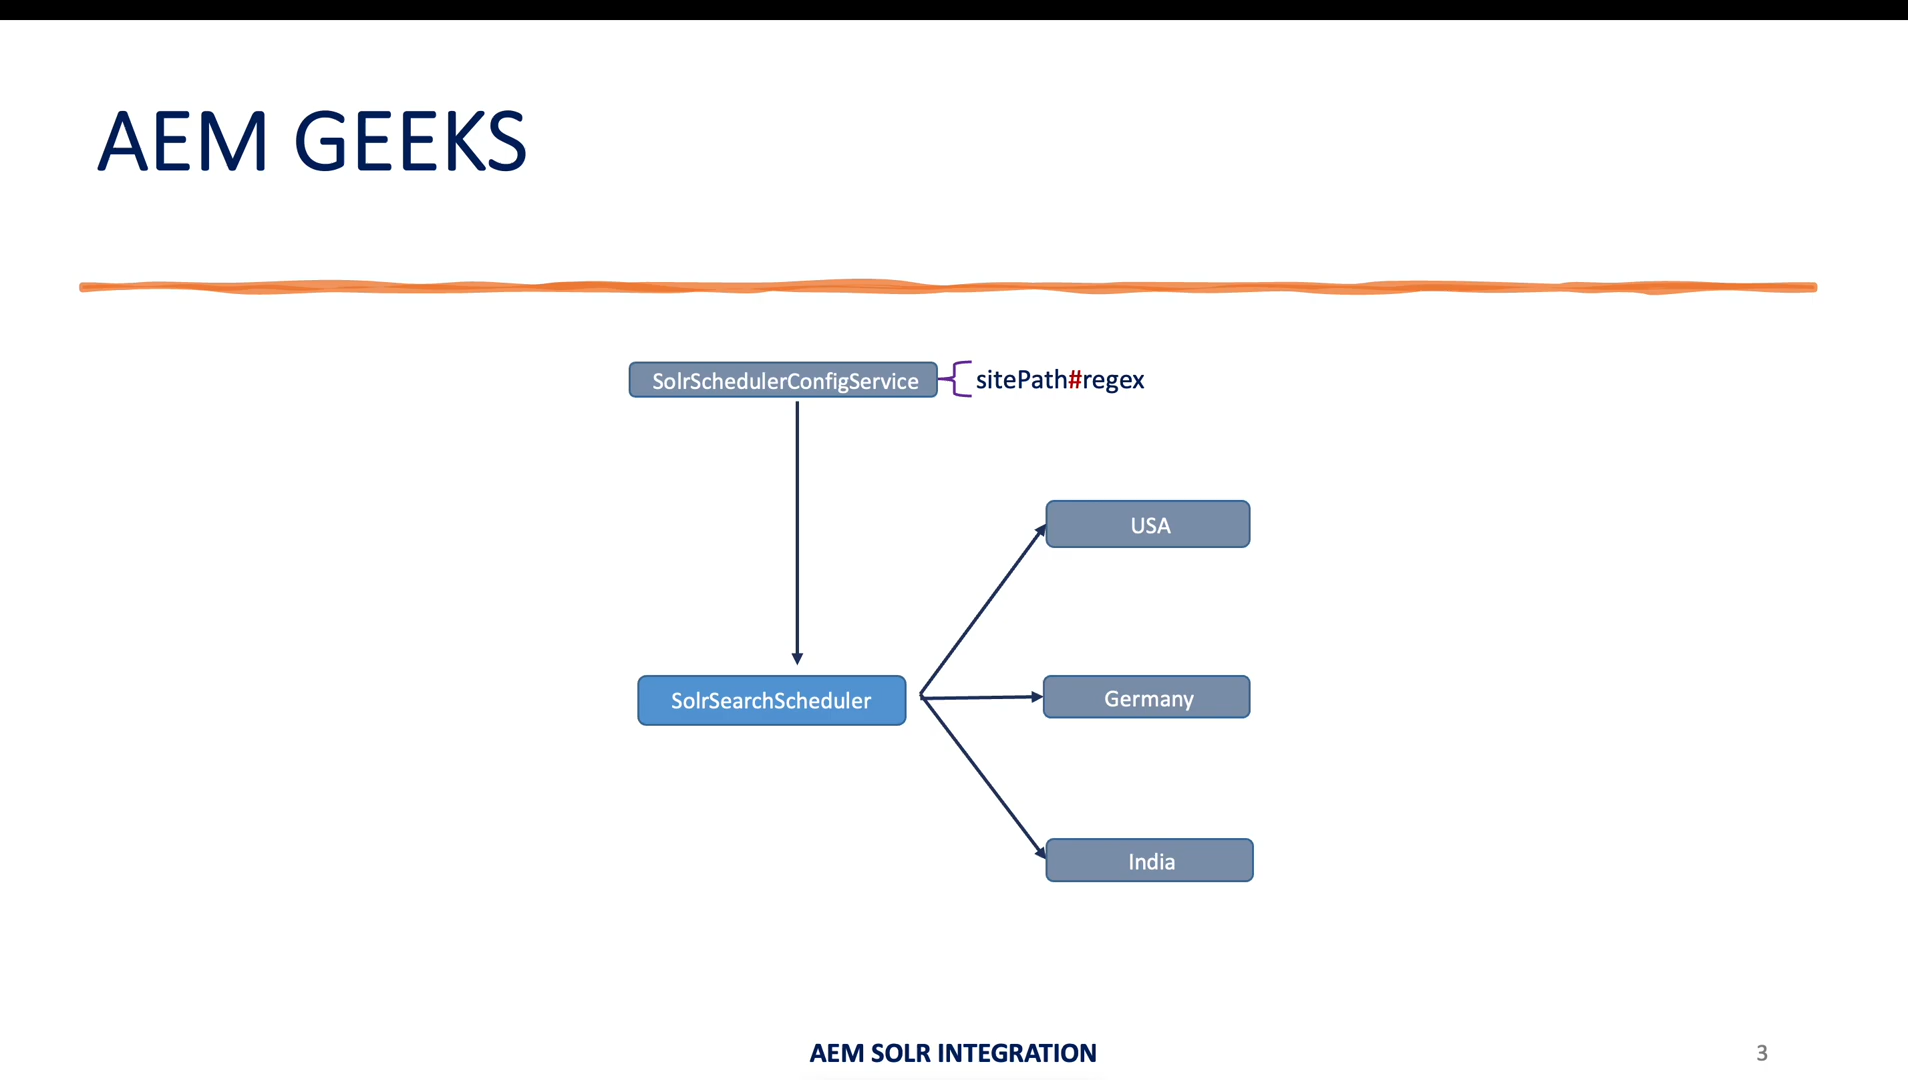 AEM GEEKS
SolrSchedulerConfigService
sitePath#regex
USA
SolrSearchScheduler
Germany
India
AEM SOLR INTEGRATION
3